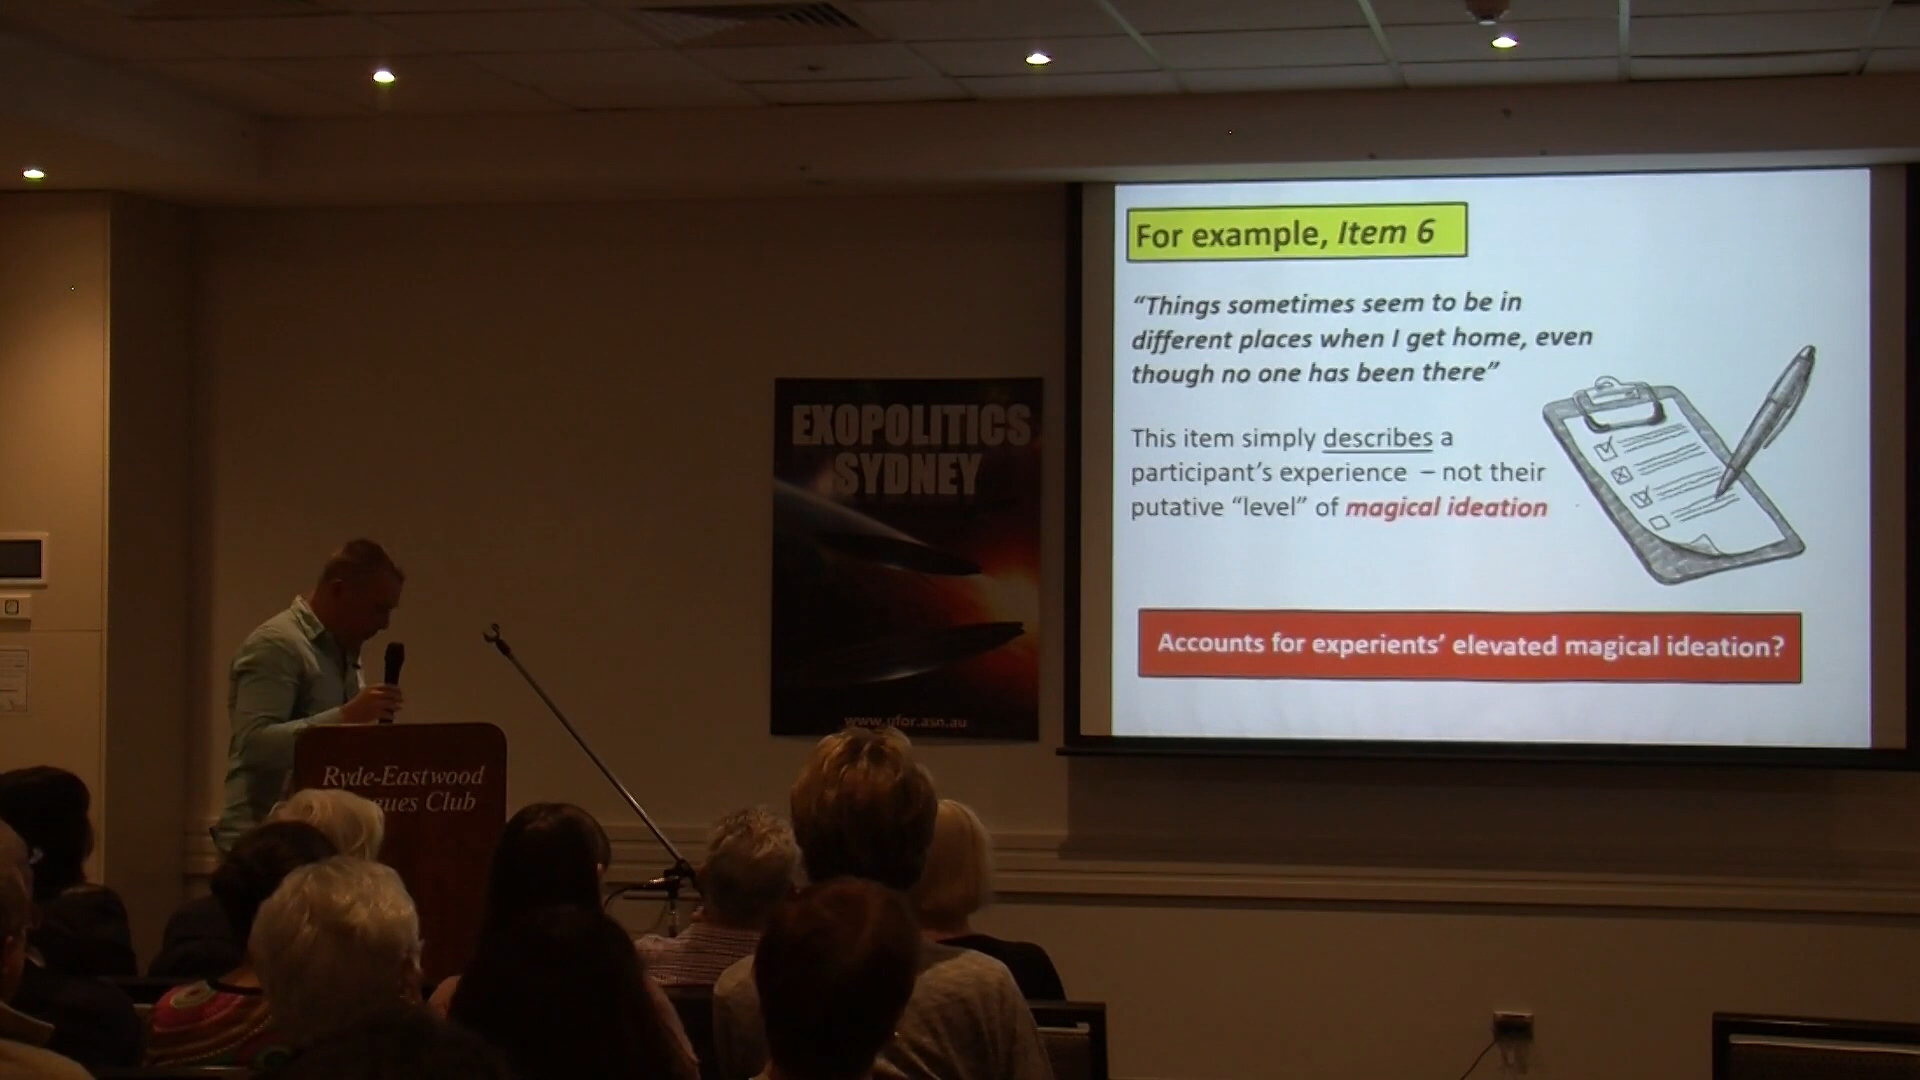 For example, Item 6
“Things sometimes seem to be in
different places when I get home, even
though no one has been there”
This item simply describes a
participant’s experience – not their
putative “level” of magical ideation
Accounts for experients’ elevated magical ideation?
EXOPOLITICS
SYDNEY
www.ufor.asn.au
Ryde-Eastwood
Club